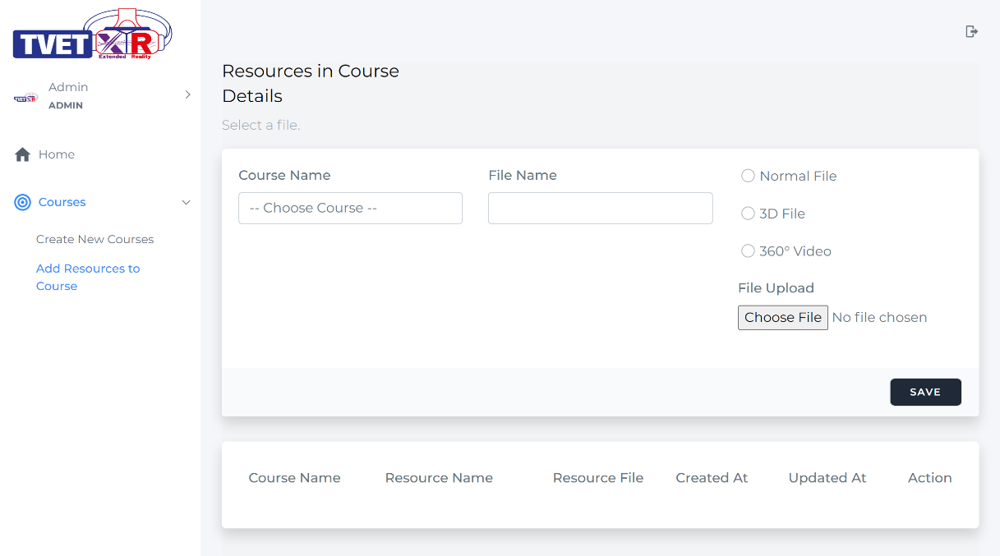 TVET XR
Extended Reality
Admin
ADMIN
Home
Courses
Create New Courses
Add Resources to
Course
Resources in Course
Details
Select a file.
Course Name
-- Choose Course --
File Name
Normal File
3D File
360° Video
File Upload
Choose File No file chosen
SAVE
Course Name Resource Name Resource File Created At Updated At Action